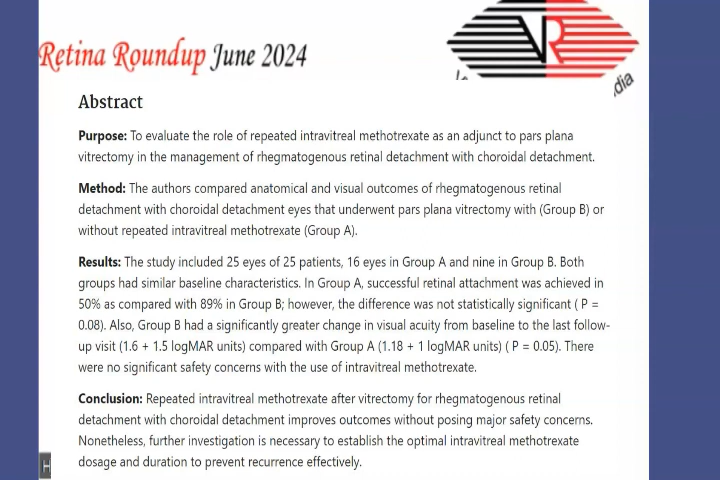 Retina Roundup June 2024
VR
dia
Abstract
Purpose: To evaluate the role of repeated intravitreal methotrexate as an adjunct to pars plana
vitrectomy in the management of rhegmatogenous retinal detachment with choroidal detachment.
Method: The authors compared anatomical and visual outcomes of rhegmatogenous retinal
detachment with choroidal detachment eyes that underwent pars plana vitrectomy with (Group B) or
without repeated intravitreal methotrexate (Group A).
Results: The study included 25 eyes of 25 patients, 16 eyes in Group A and nine in Group B. Both
groups had similar baseline characteristics. In Group A, successful retinal attachment was achieved in
50% as compared with 89% in Group B; however, the difference was not statistically significant ( P =
0.08). Also, Group B had a significantly greater change in visual acuity from baseline to the last follow-
up visit (1.6 + 1.5 logMAR units) compared with Group A (1.18 + 1 logMAR units) ( P = 0.05). There
were no significant safety concerns with the use of intravitreal methotrexate.
Conclusion: Repeated intravitreal methotrexate after vitrectomy for rhegmatogenous retinal
detachment with choroidal detachment improves outcomes without posing major safety concerns.
Nonetheless, further investigation is necessary to establish the optimal intravitreal methotrexate
dosage and duration to prevent recurrence effectively.